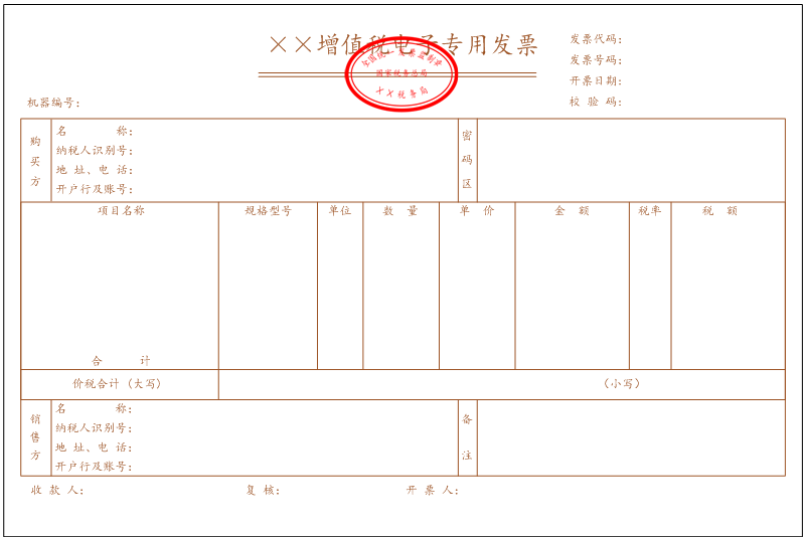 ××增值税电子专用发票
全国统一发票监制章
国家税务总局
××税务局
发票代码:
发票号码:
开票日期:
校 验 码:
机器编号:
购买方
名 称:
纳税人识别号:
地 址、电 话:
开户行及账号:
密码区
项目名称 规格型号 单位 数 量 单 价 金 额 税率 税 额
合 计
价税合计(大写) (小写)
销售方
名 称:
纳税人识别号:
地 址、电 话:
开户行及账号:
备注
收 款 人: 复 核: 开 票 人: